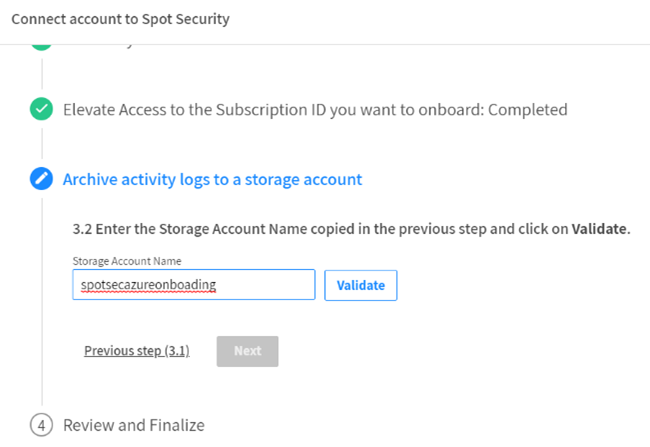 Connect account to Spot Security
Elevate Access to the Subscription ID you want to onboard: Completed
Archive activity logs to a storage account
3.2 Enter the Storage Account Name copied in the previous step and click on Validate.
Storage Account Name
spotsecazureonboading
Validate
Previous step (3.1)
Next
4
Review and Finalize